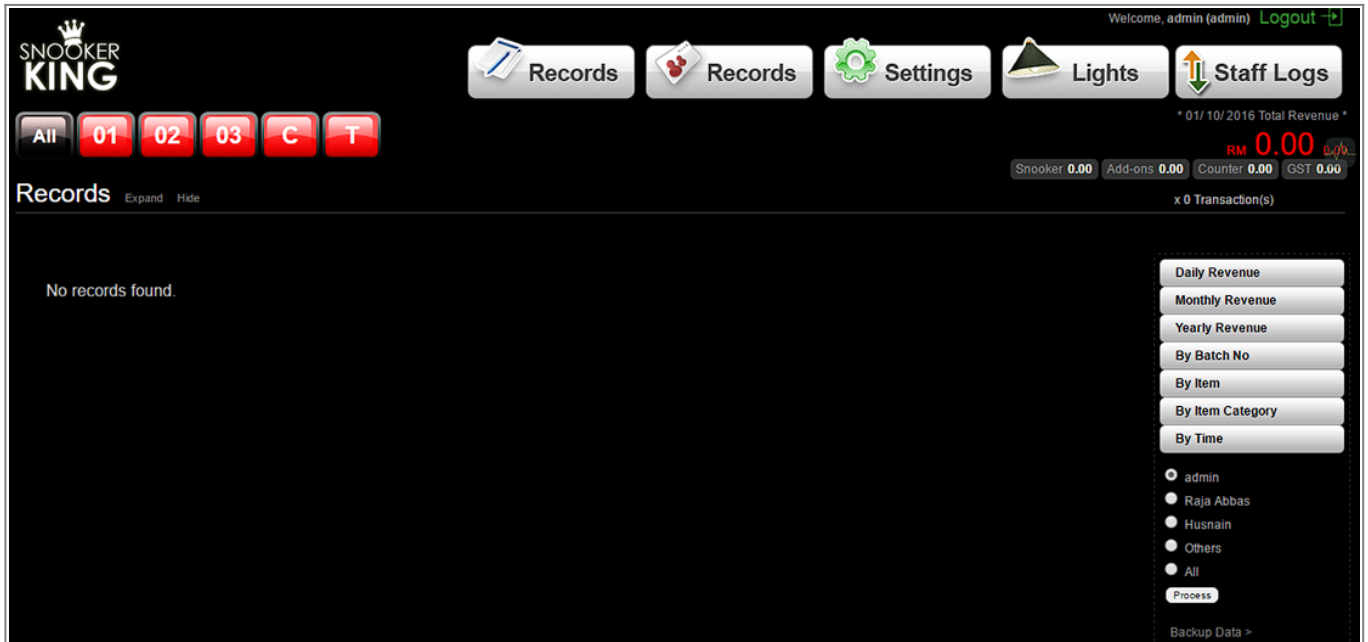 Welcome, admin (admin) Logout
SNOOKER
KING
Records Records Settings Lights Staff Logs
All 01 02 03 C T
* 01/ 10/ 2016 Total Revenue *
RM 0.00
Snooker 0.00 Add-ons 0.00 Counter 0.00 GST 0.00
Records Expand Hide
x 0 Transaction(s)
No records found.
Daily Revenue
Monthly Revenue
Yearly Revenue
By Batch No
By Item
By Item Category
By Time
admin
Raja Abbas
Husnain
Others
All
Process
Backup Data >